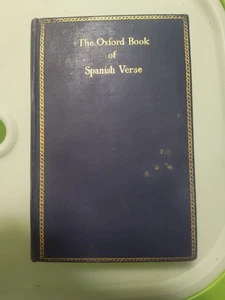 The Oxford Book
of
Spanish Verse